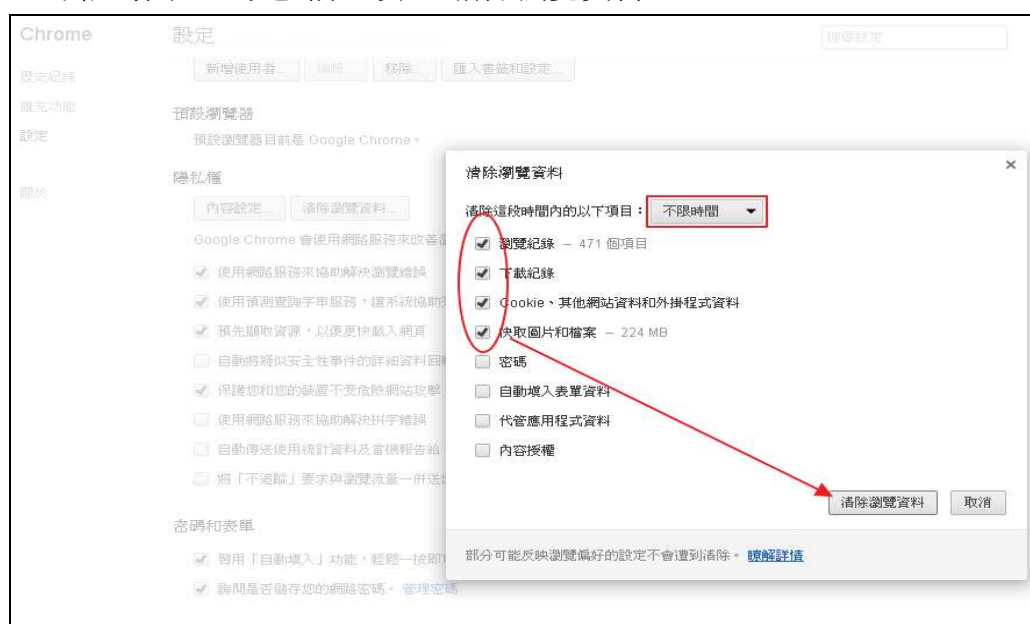 Chrome
設定
搜尋設定
歷史紀錄
擴充功能
設定
關於
新增使用者... 編輯... 移除... 匯入書籤和設定...
預設瀏覽器
預設瀏覽器目前是 Google Chrome。
隱私權
內容設定... 清除瀏覽資料...
Google Chrome 會使用網路服務來改善
使用網路服務來協助解決瀏覽錯誤
使用預測查詢字串服務，讓系統協助
預先擷取資源，以便更快載入網頁
自動將疑似安全性事件的詳細資料回
保護您和您的裝置不受危險網站攻擊
使用網路服務來協助解決拼字錯誤
自動傳送使用統計資料及當機報告給
將「不追蹤」要求與瀏覽流量一併送
密碼和表單
啟用「自動填入」功能，輕鬆一按即
詢問是否儲存您的網路密碼。 管理密碼
清除瀏覽資料
×
清除這段時間內的以下項目： 不限時間
瀏覽紀錄 – 471 個項目
下載紀錄
Cookie、其他網站資料和外掛程式資料
快取圖片和檔案 – 224 MB
密碼
自動填入表單資料
代管應用程式資料
內容授權
清除瀏覽資料 取消
部分可能反映瀏覽偏好的設定不會遭到清除。 瞭解詳情